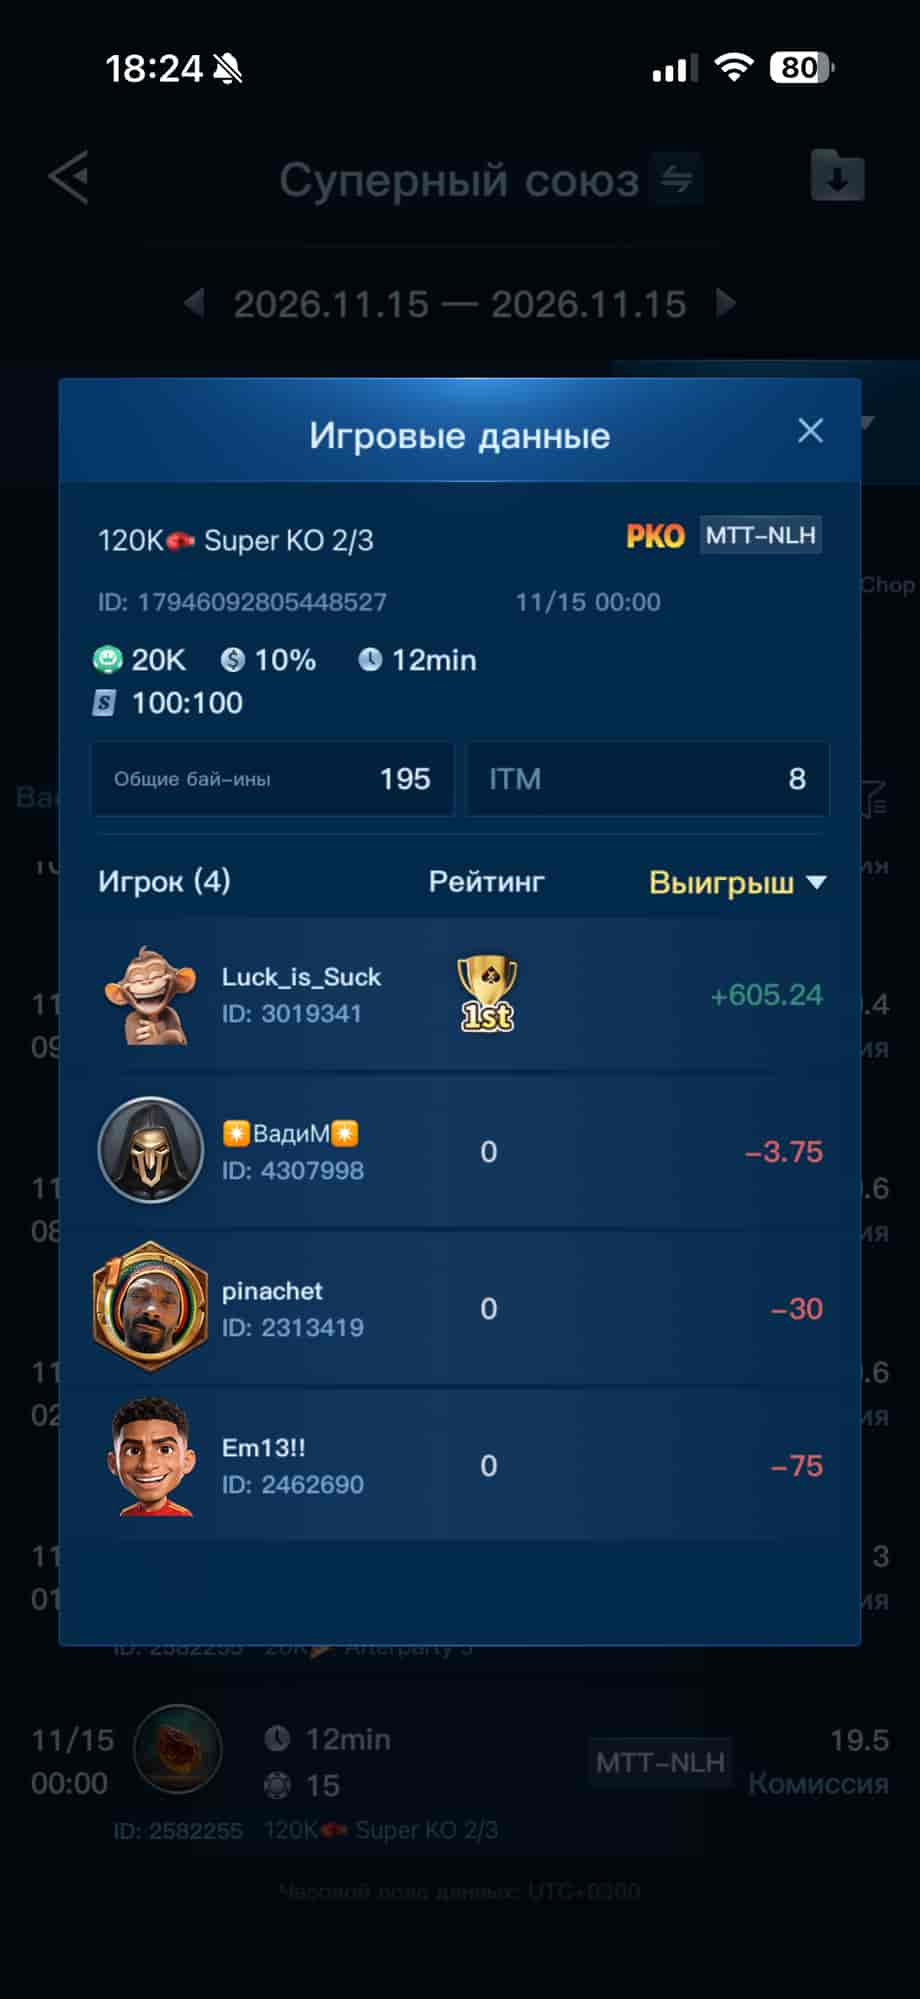 18:24
80
Суперный союз
2026.11.15 — 2026.11.15
Игровые данные
120K Super KO 2/3
PKO MTT-NLH
ID: 17946092805448527 11/15 00:00
Chop
20K 10% 12min
100:100
Общие бай-ины 195 ITM 8
Игрок (4) Рейтинг Выигрыш
Luck_is_Suck
ID: 3019341
1st
+605.24
ВадиМ
ID: 4307998
0
-3.75
pinachet
ID: 2313419
0
-30
Em13!!
ID: 2462690
0
-75
11/15
00:00
12min
15
MTT-NLH
19.5
Комиссия
ID: 2582255 120K Super KO 2/3